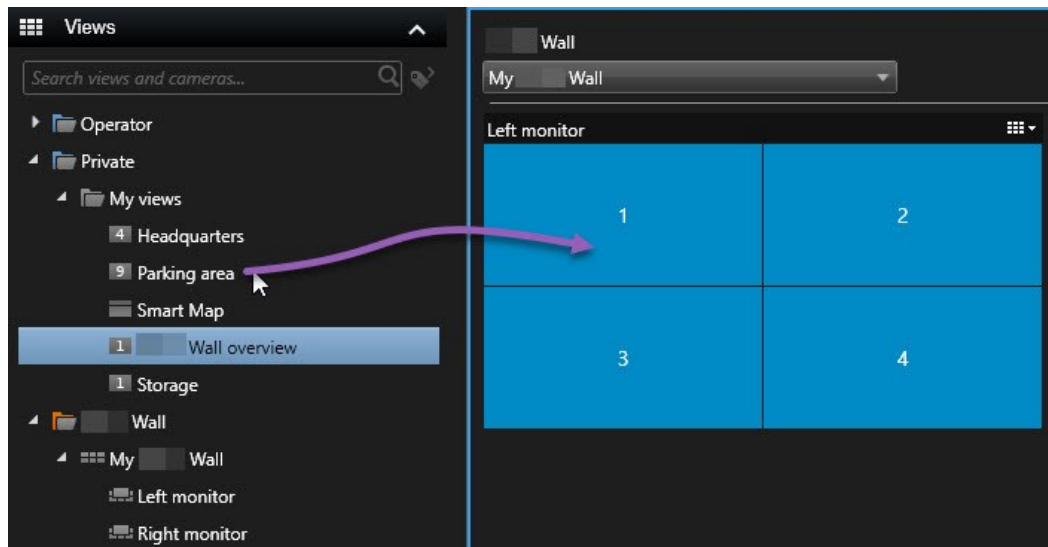 Views
Search views and cameras...
Operator
Private
My views
4 Headquarters
9 Parking area
Smart Map
1 Wall overview
1 Storage
Wall
My Wall
Left monitor
Right monitor
Wall
My Wall
Left monitor
1 2
3 4